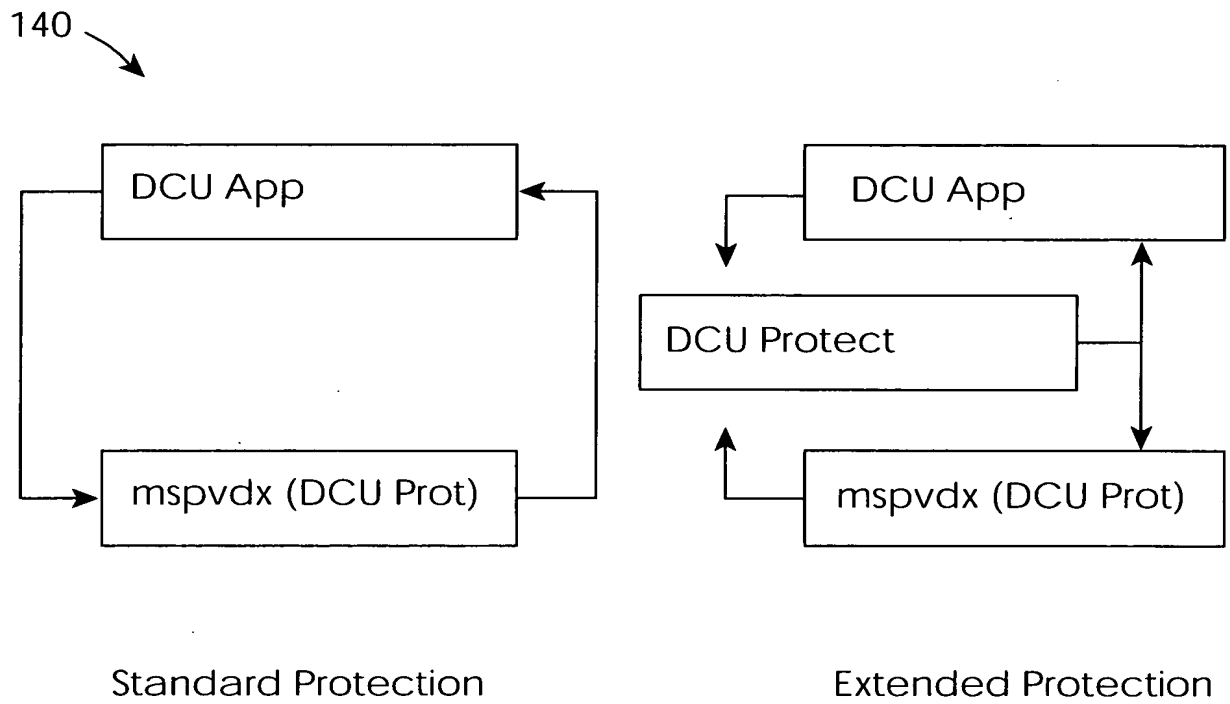 140
DCU App
DCU App
DCU Protect
mspvdx (DCU Prot)
mspvdx (DCU Prot)
Standard Protection
Extended Protection